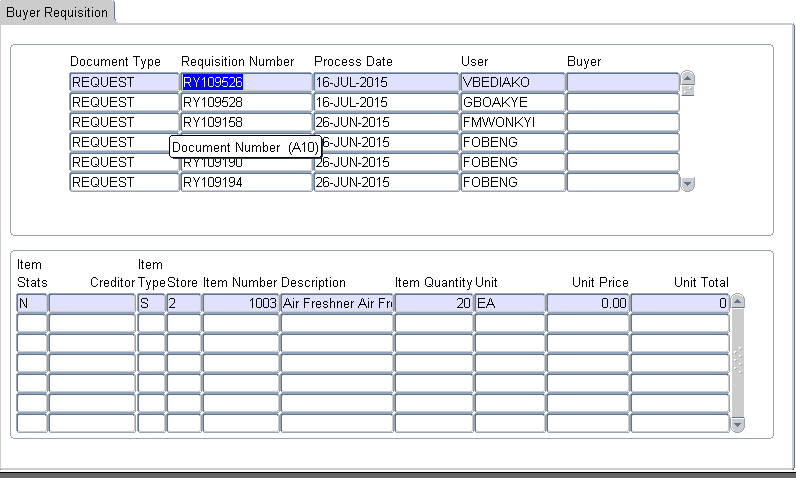 Buyer Requisition
Document Type Requisition Number Process Date User Buyer
REQUEST RY109526 16-JUL-2015 VBEDIAKO
REQUEST RY109528 16-JUL-2015 GBOAKYE
REQUEST RY109158 26-JUN-2015 FMWONKYI
REQUEST Document Number (A10) 6-JUN-2015 FOBENG
REQUEST RY109190 26-JUN-2015 FOBENG
REQUEST RY109194 26-JUN-2015 FOBENG
Item Item
Stats Creditor Type Store Item Number Description Item Quantity Unit Unit Price Unit Total
N S 2 1003 Air Freshner Air Fr 20 EA 0.00 0